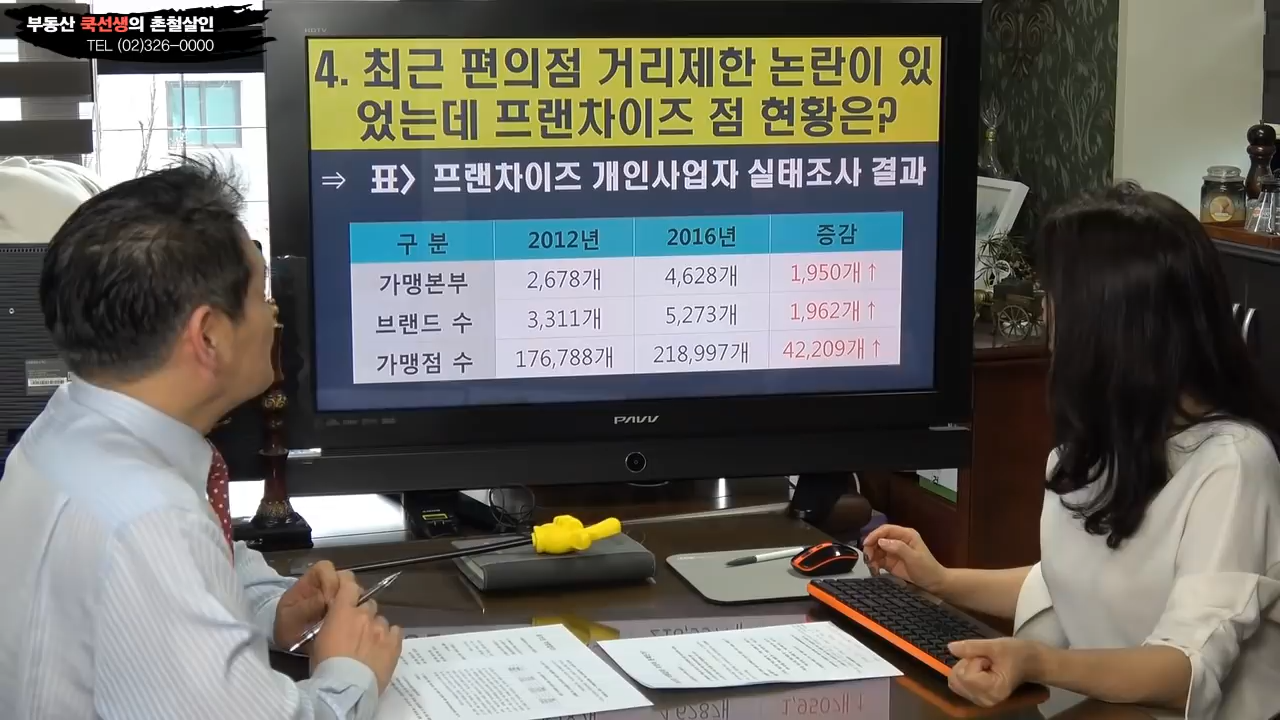 부동산 쿡선생의 촌철살인
TEL (02)326-0000
4. 최근 편의점 거리제한 논란이 있
었는데 프랜차이즈 점 현황은?
⇒ 표> 프랜차이즈 개인사업자 실태조사 결과
구 분 2012년 2016년 증감
가맹본부 2,678개 4,628개 1,950개↑
브랜드 수 3,311개 5,273개 1,962개↑
가맹점 수 176,788개 218,997개 42,209개↑
PAVV